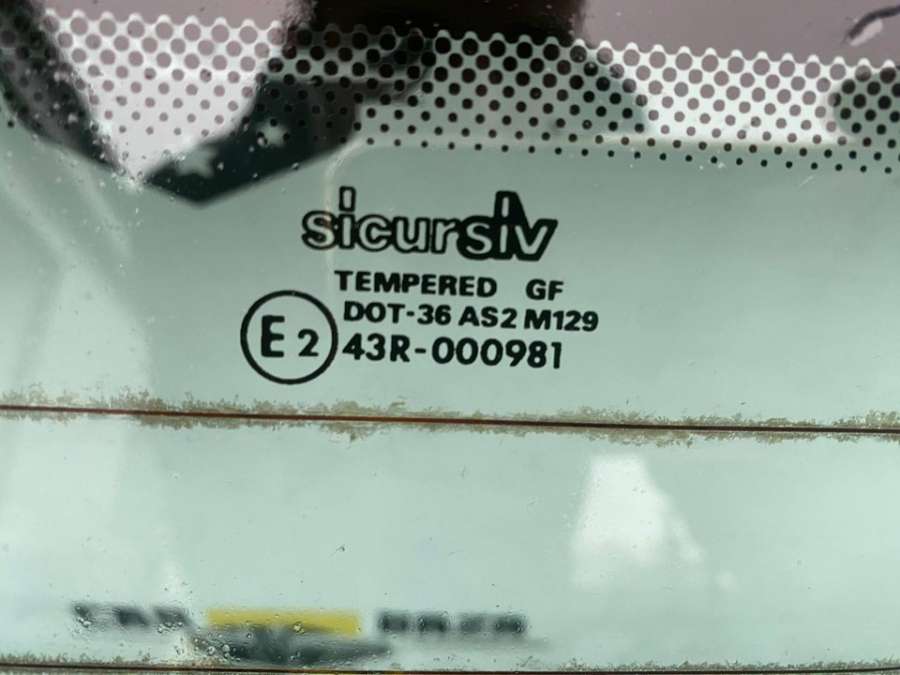 sicursiv
TEMPERED GF
DOT-36 AS2 M129
E2 43R-000981